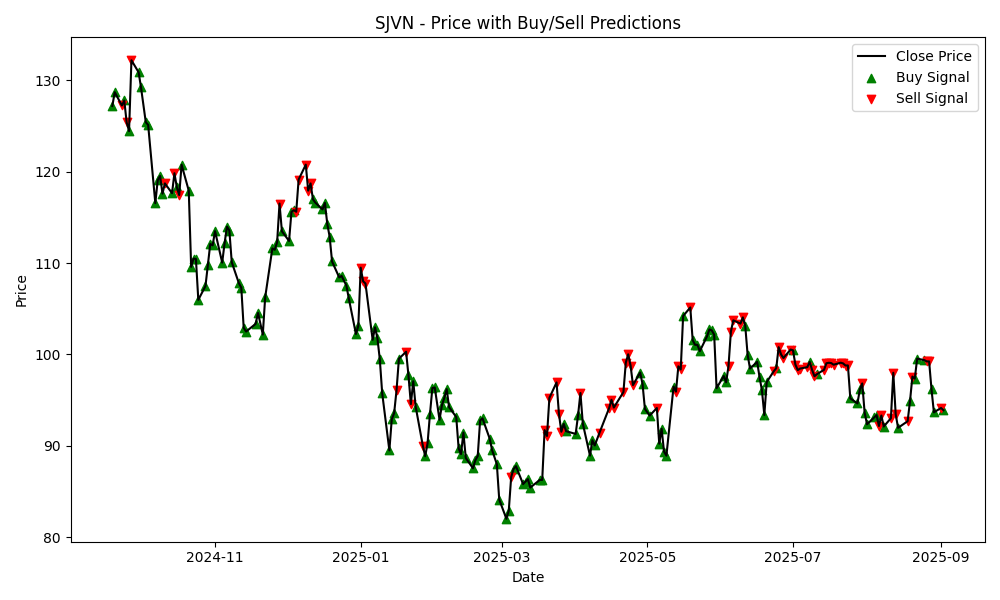 SJVN - Price with Buy/Sell Predictions
Close Price
Buy Signal
Sell Signal
130
120
110
100
90
80
Price
2024-11
2025-01
2025-03
2025-05
2025-07
2025-09
Date